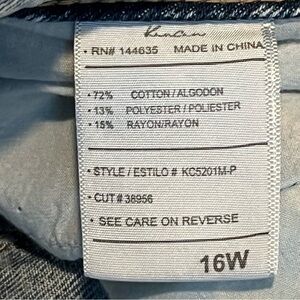 KanCan
• RN# 144635 MADE IN CHINA
• 72% COTTON / ALGODON
• 13% POLYESTER / POLIESTER
• 15% RAYON/RAYON
• STYLE / ESTILO # KC5201M-P
• CUT # 38956
• SEE CARE ON REVERSE
16W